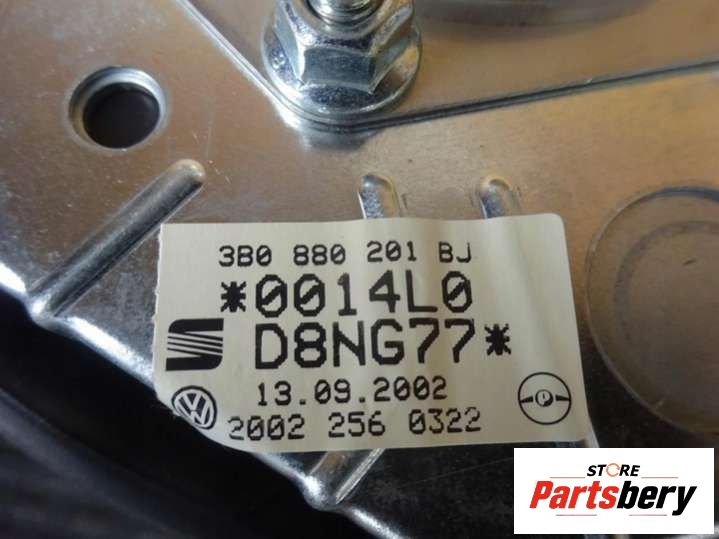 3B0 880 201 BJ
*0014L0
D8NG77*
13.09.2002
2002 256 0322
STORE
Partsbery